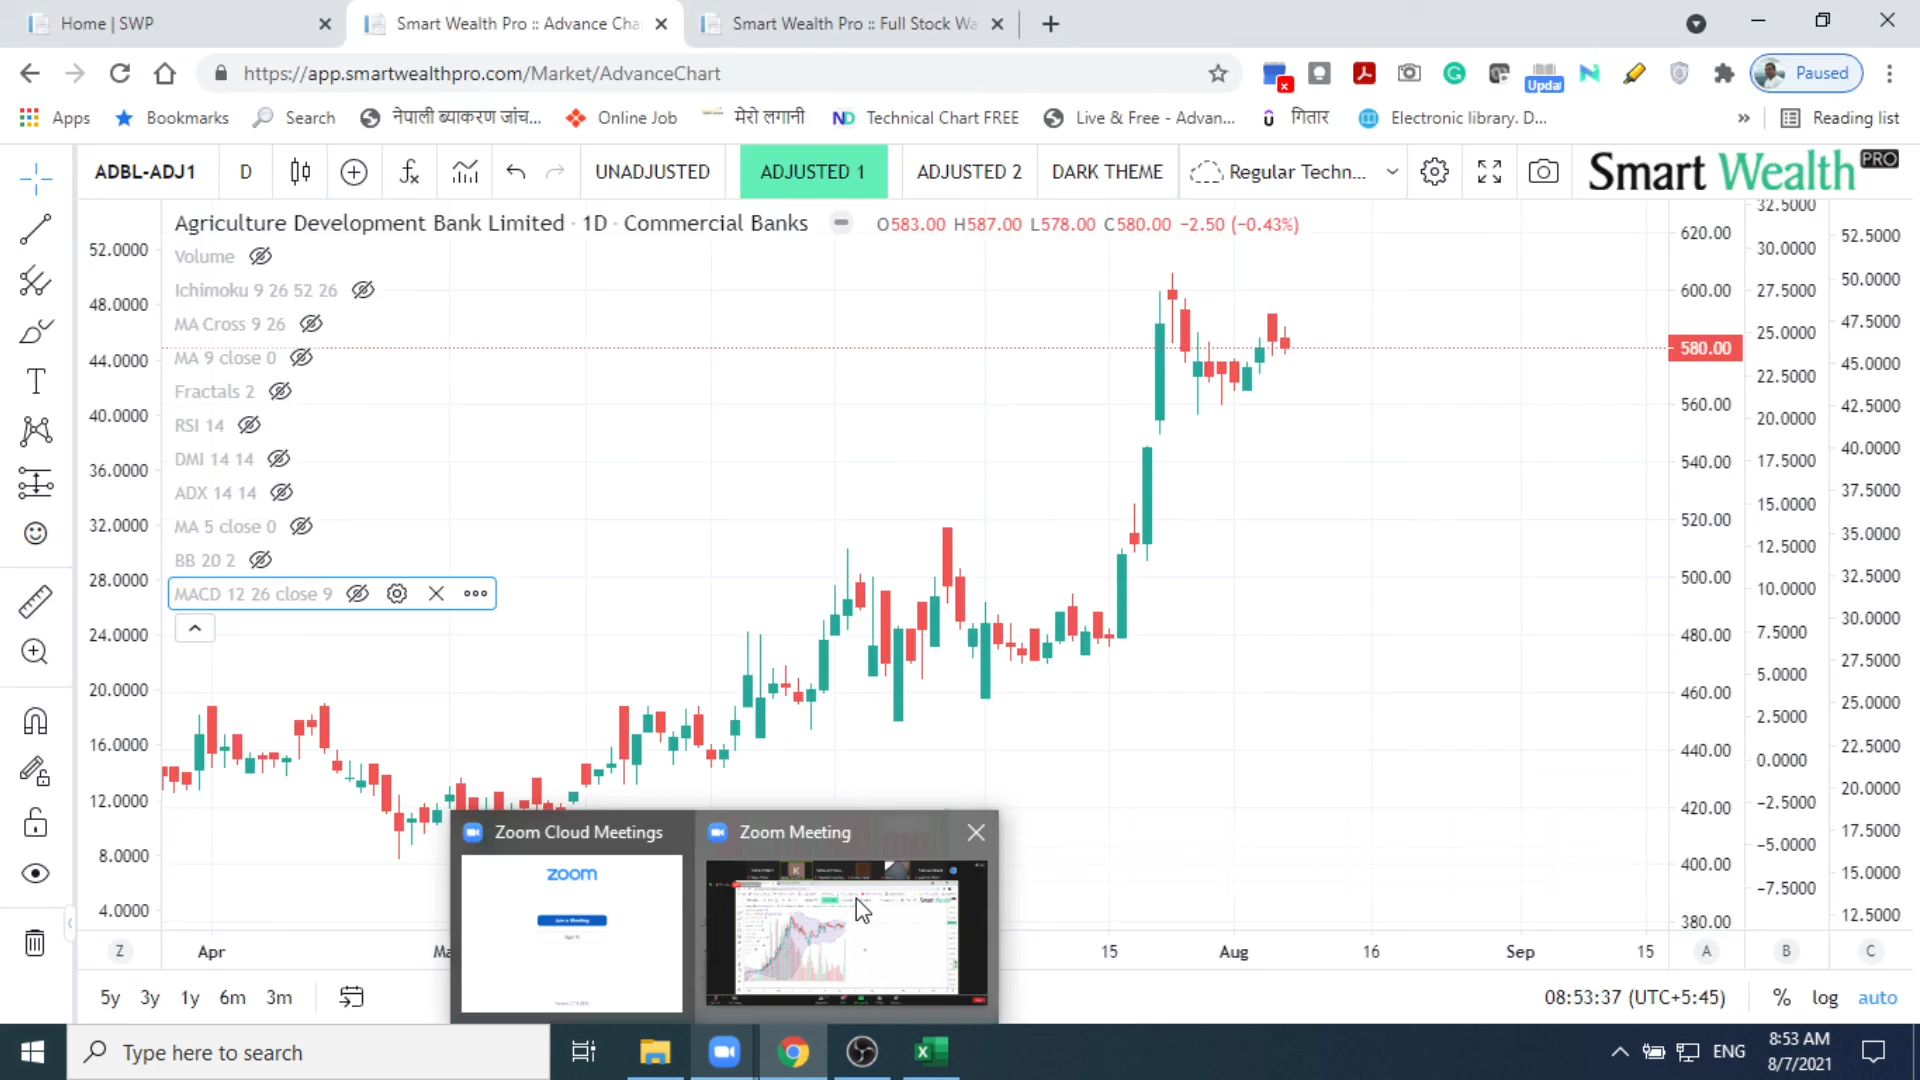 Home | SWP
Smart Wealth Pro :: Advance Cha
Smart Wealth Pro :: Full Stock Wa
https://app.smartwealthpro.com/Market/AdvanceChart
Updat
Paused
Apps
Bookmarks
Search
नेपाली ब्याकरण जांच...
Online Job
मेरो लगानी
ND
Technical Chart FREE
Live & Free - Advan...
गितार
Electronic library. D...
»
Reading list
ADBL-ADJ1
D
UNADJUSTED
ADJUSTED 1
ADJUSTED 2
DARK THEME
Regular Techn...
Smart Wealth PRO
Agriculture Development Bank Limited · 1D · Commercial Banks
O583.00 H587.00 L578.00 C580.00 −2.50 (−0.43%)
Volume
Ichimoku 9 26 52 26
MA Cross 9 26
MA 9 close 0
Fractals 2
RSI 14
DMI 14 14
ADX 14 14
MA 5 close 0
BB 20 2
MACD 12 26 close 9
52.0000
48.0000
44.0000
40.0000
36.0000
32.0000
28.0000
24.0000
20.0000
16.0000
12.0000
8.0000
4.0000
620.00
600.00
580.00
560.00
540.00
520.00
500.00
480.00
460.00
440.00
420.00
400.00
380.00
32.5000
30.0000
27.5000
25.0000
22.5000
20.0000
17.5000
15.0000
12.5000
10.0000
7.5000
5.0000
2.5000
0.0000
−2.5000
−5.0000
−7.5000
52.5000
50.0000
47.5000
45.0000
42.5000
40.0000
37.5000
35.0000
32.5000
30.0000
27.5000
25.0000
22.5000
20.0000
17.5000
15.0000
12.5000
Zoom Cloud Meetings
Zoom Meeting
zoom
Join a Meeting
Sign In
Z
Apr
Ma
15
Aug
16
Sep
15
A
B
C
5y 3y 1y 6m 3m
08:53:37 (UTC+5:45)
%
log
auto
Type here to search
ENG
8:53 AM
8/7/2021